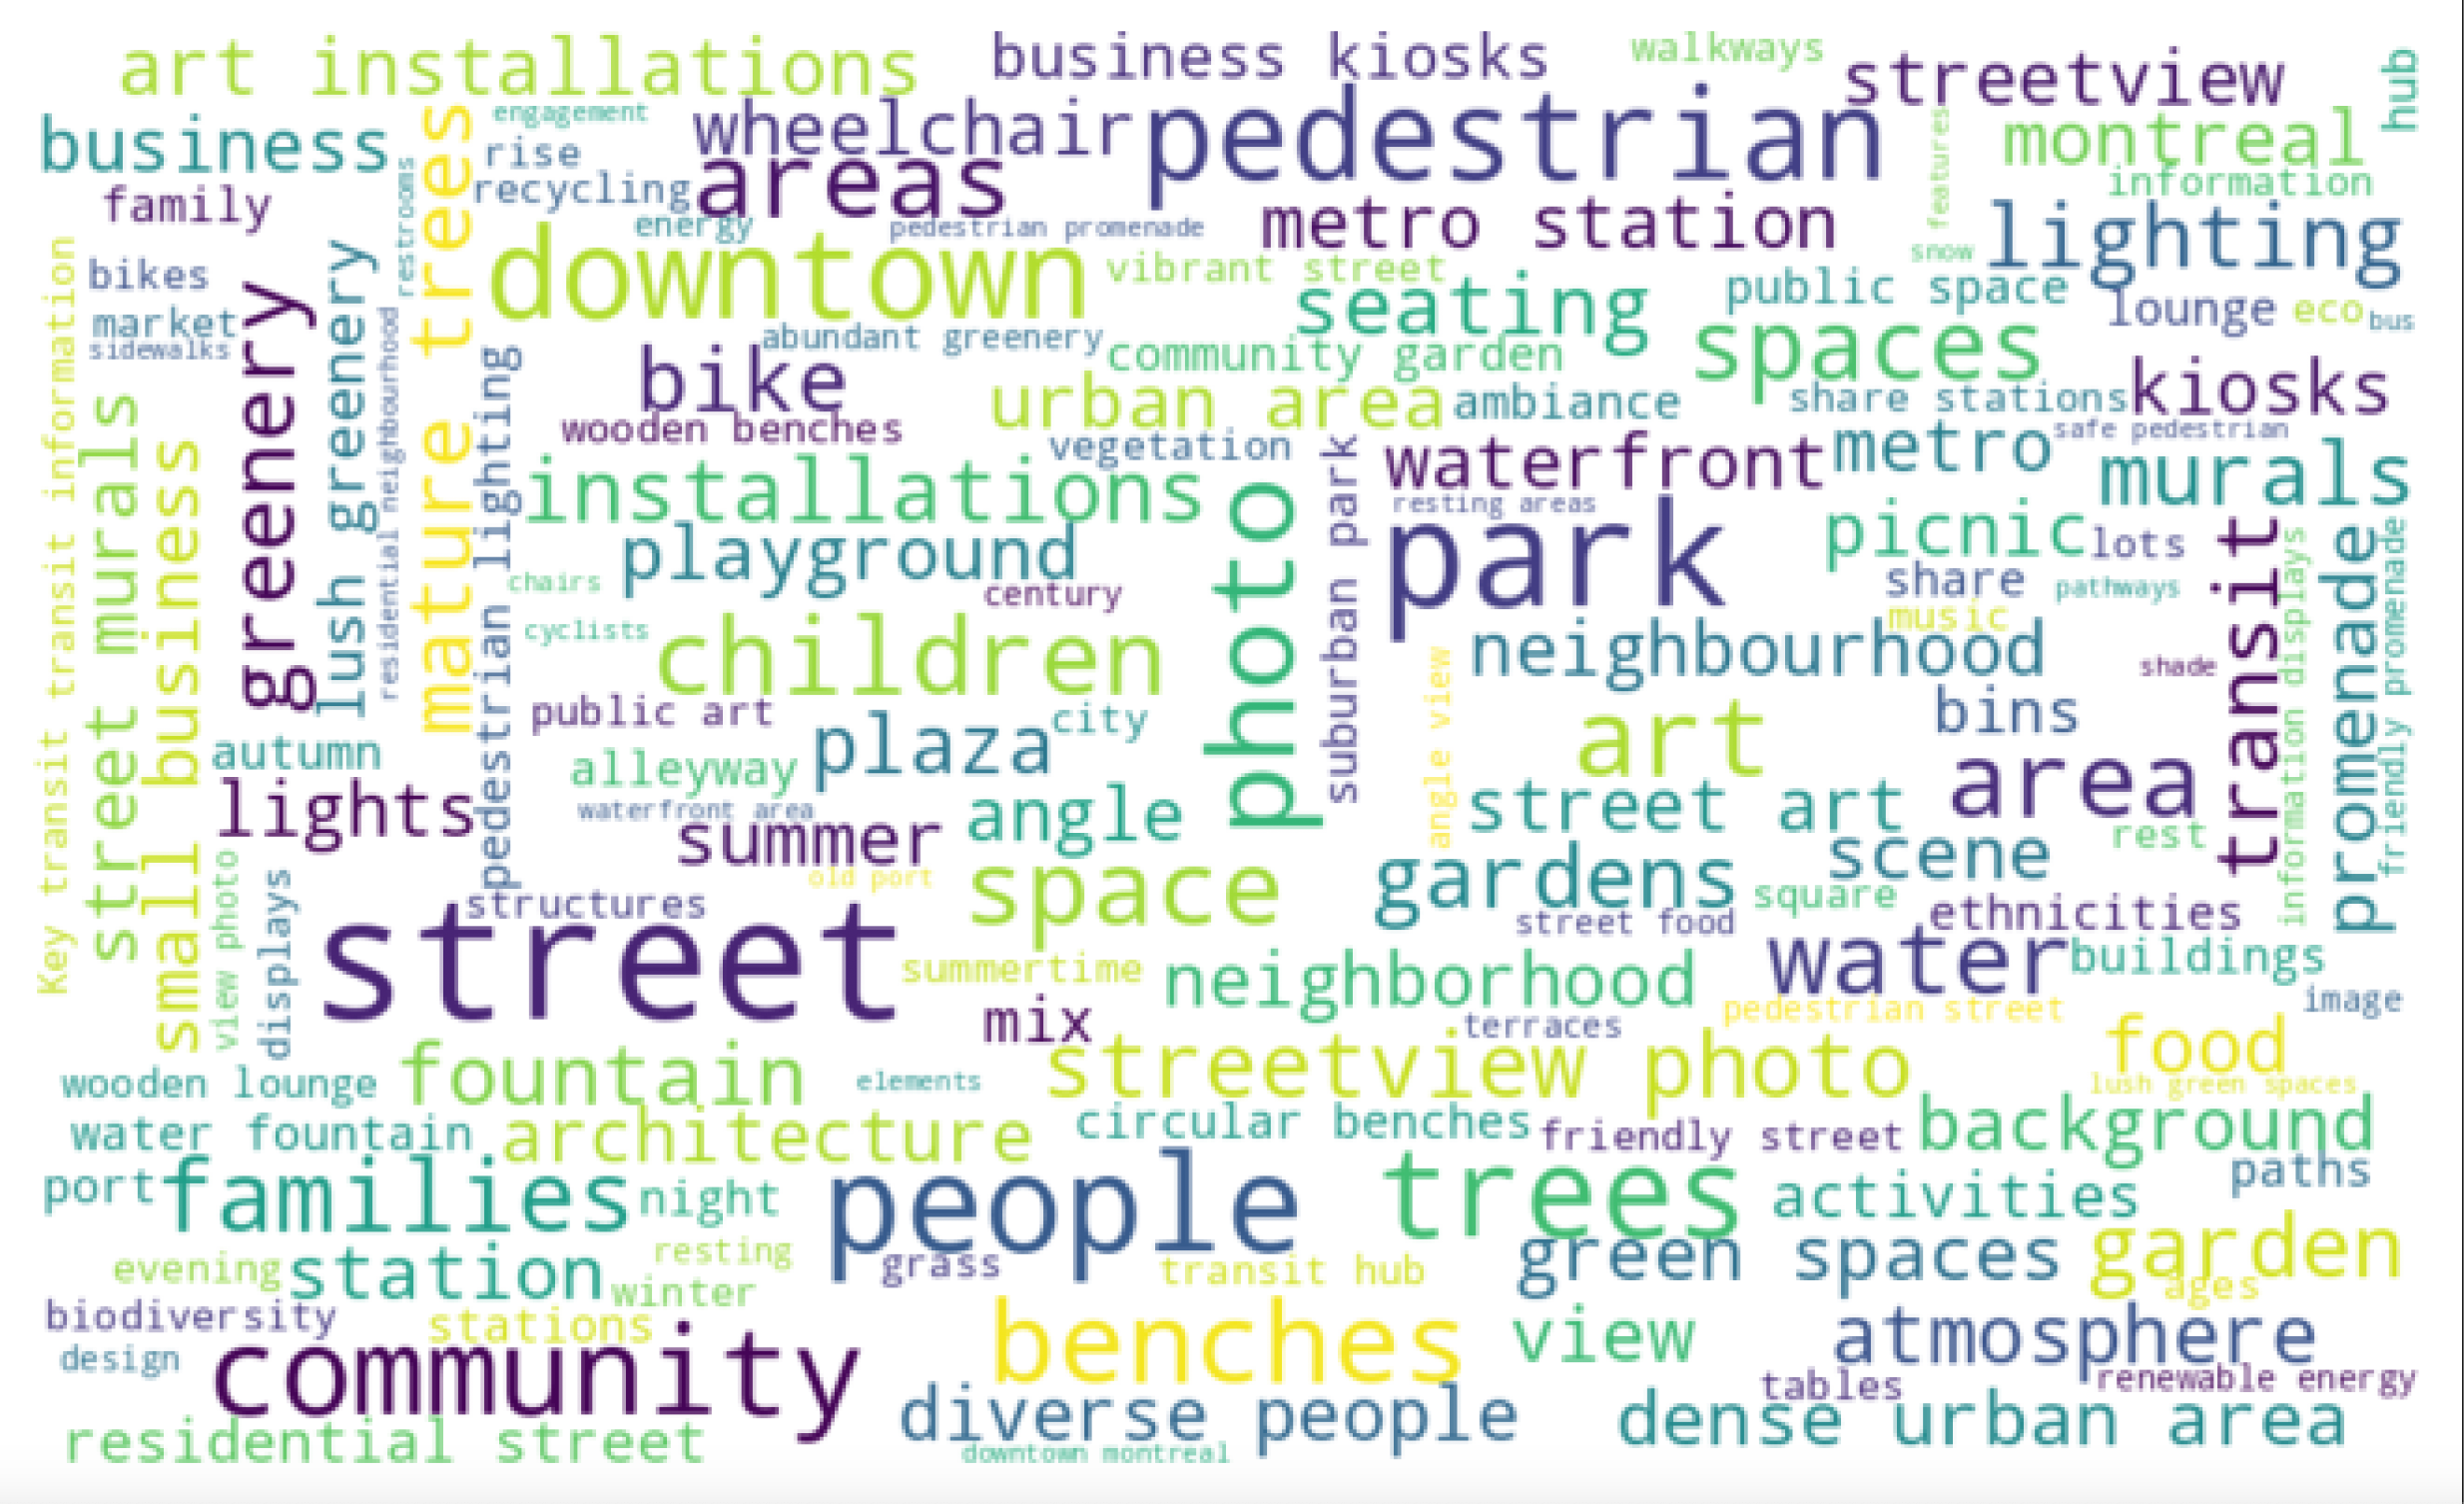 art installations
business kiosks
walkways
streetview
hub
business
engagement
wheelchair
pedestrian
features
montreal
rise
areas
information
family
restrooms
mature trees
recycling
energy
pedestrian promenade
metro station
lighting
snow
bikes
downtown
vibrant street
seating
public space
lounge
eco
bus
market
sidewalks
Key transit transit information
street murals
small business
greenery
lush greenery
residential neighbourhood
pedestrian lighting
abundant greenery
community garden
spaces
bike
urban area
ambiance
share stations
kiosks
wooden benches
vegetation
suburban park
waterfront
metro
safe pedestrian
murals
installations
photo
resting areas
park
picnic
lots
transit
information displays
promenade
friendly promenade
playground
chairs
century
share
pathways
music
cyclists
children
neighbourhood
angle view
shade
public art
plaza
city
art
bins
autumn
alleyway
area
lights
waterfront area
summer
angle
street art
scene
rest
view photo
displays
old port
space
gardens
square
structures
street
street food
ethnicities
water
buildings
summertime
neighborhood
mix
terraces
pedestrian street
image
food
wooden lounge
fountain
elements
streetview photo
lush green spaces
water fountain
architecture
circular benches
friendly street
background
port
families
night
people
trees
activities
paths
evening
station
resting
grass
transit hub
green spaces
garden
ages
winter
biodiversity
stations
benches
view
atmosphere
design
community
tables
renewable energy
residential street
diverse people
downtown montreal
dense urban area